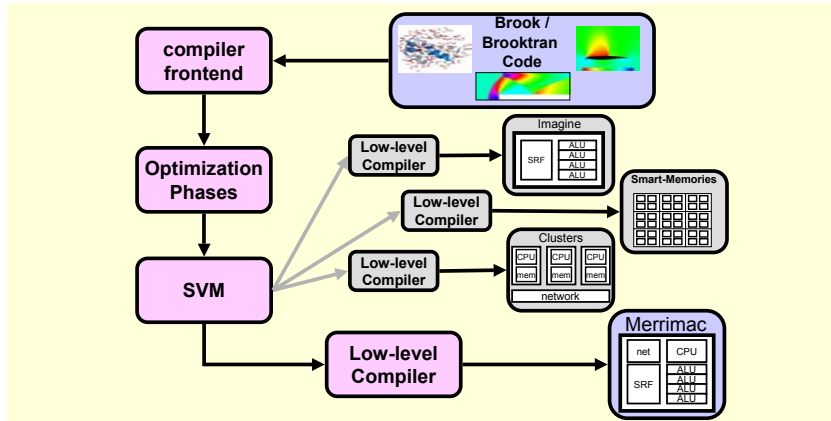 compiler
frontend
Brook /
Brooktran
Code
Optimization
Phases
SVM
Low-level
Compiler
Imagine
SRF
ALU
ALU
ALU
ALU
Low-level
Compiler
Smart-Memories
Low-level
Compiler
Clusters
CPU CPU CPU
mem mem mem
network
Low-level
Compiler
Merrimac
net CPU
SRF
ALU
ALU
ALU
ALU